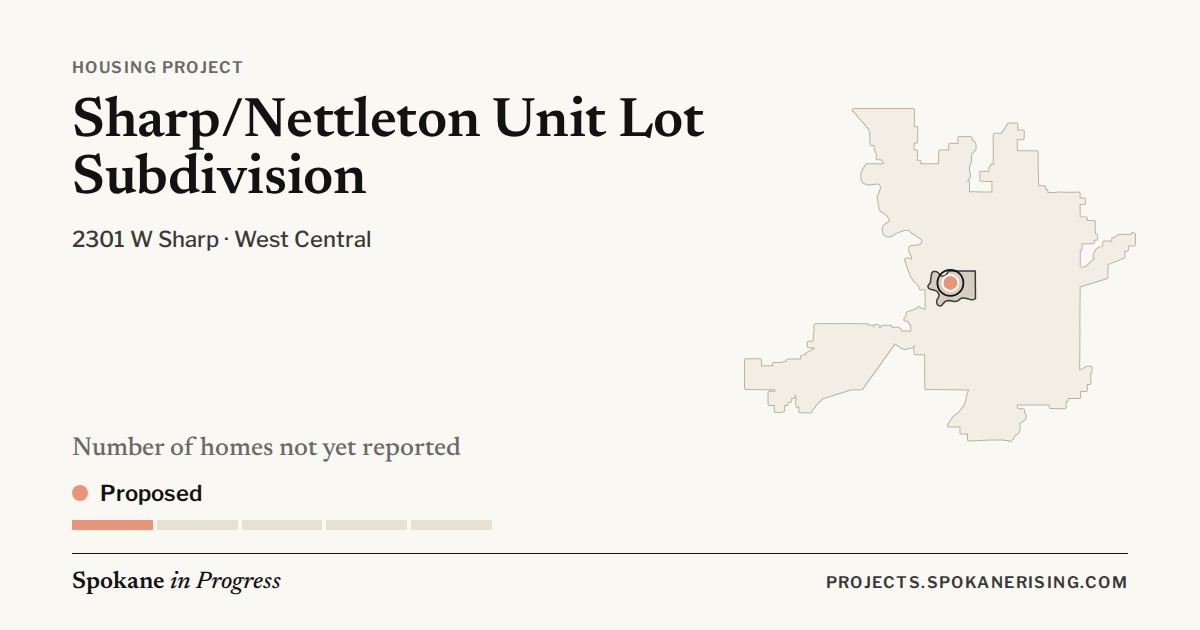 HOUSING PROJECT
Sharp/Nettleton Unit Lot
Subdivision
2301 W Sharp · West Central
Number of homes not yet reported
Proposed
Spokane in Progress
PROJECTS.SPOKANERISING.COM